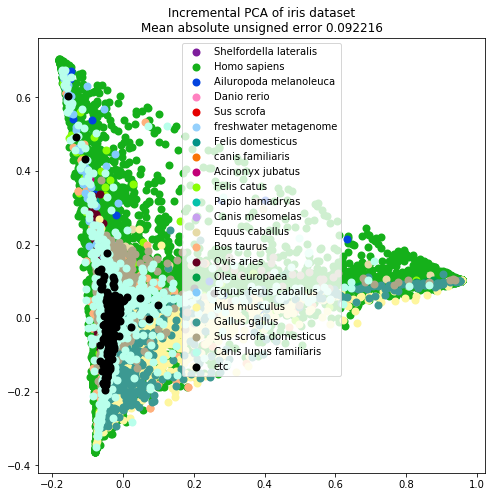 Incremental PCA of iris dataset
Mean absolute unsigned error 0.092216
Shelfordella lateralis
Homo sapiens
Ailuropoda melanoleuca
Danio rerio
Sus scrofa
freshwater metagenome
Felis domesticus
canis familiaris
Acinonyx jubatus
Felis catus
Papio hamadryas
Canis mesomelas
Equus caballus
Bos taurus
Ovis aries
Olea europaea
Equus ferus caballus
Mus musculus
Gallus gallus
Sus scrofa domesticus
Canis lupus familiaris
etc
0.6
0.4
0.2
0.0
−0.2
−0.4
−0.2
0.0
0.2
0.4
0.6
0.8
1.0